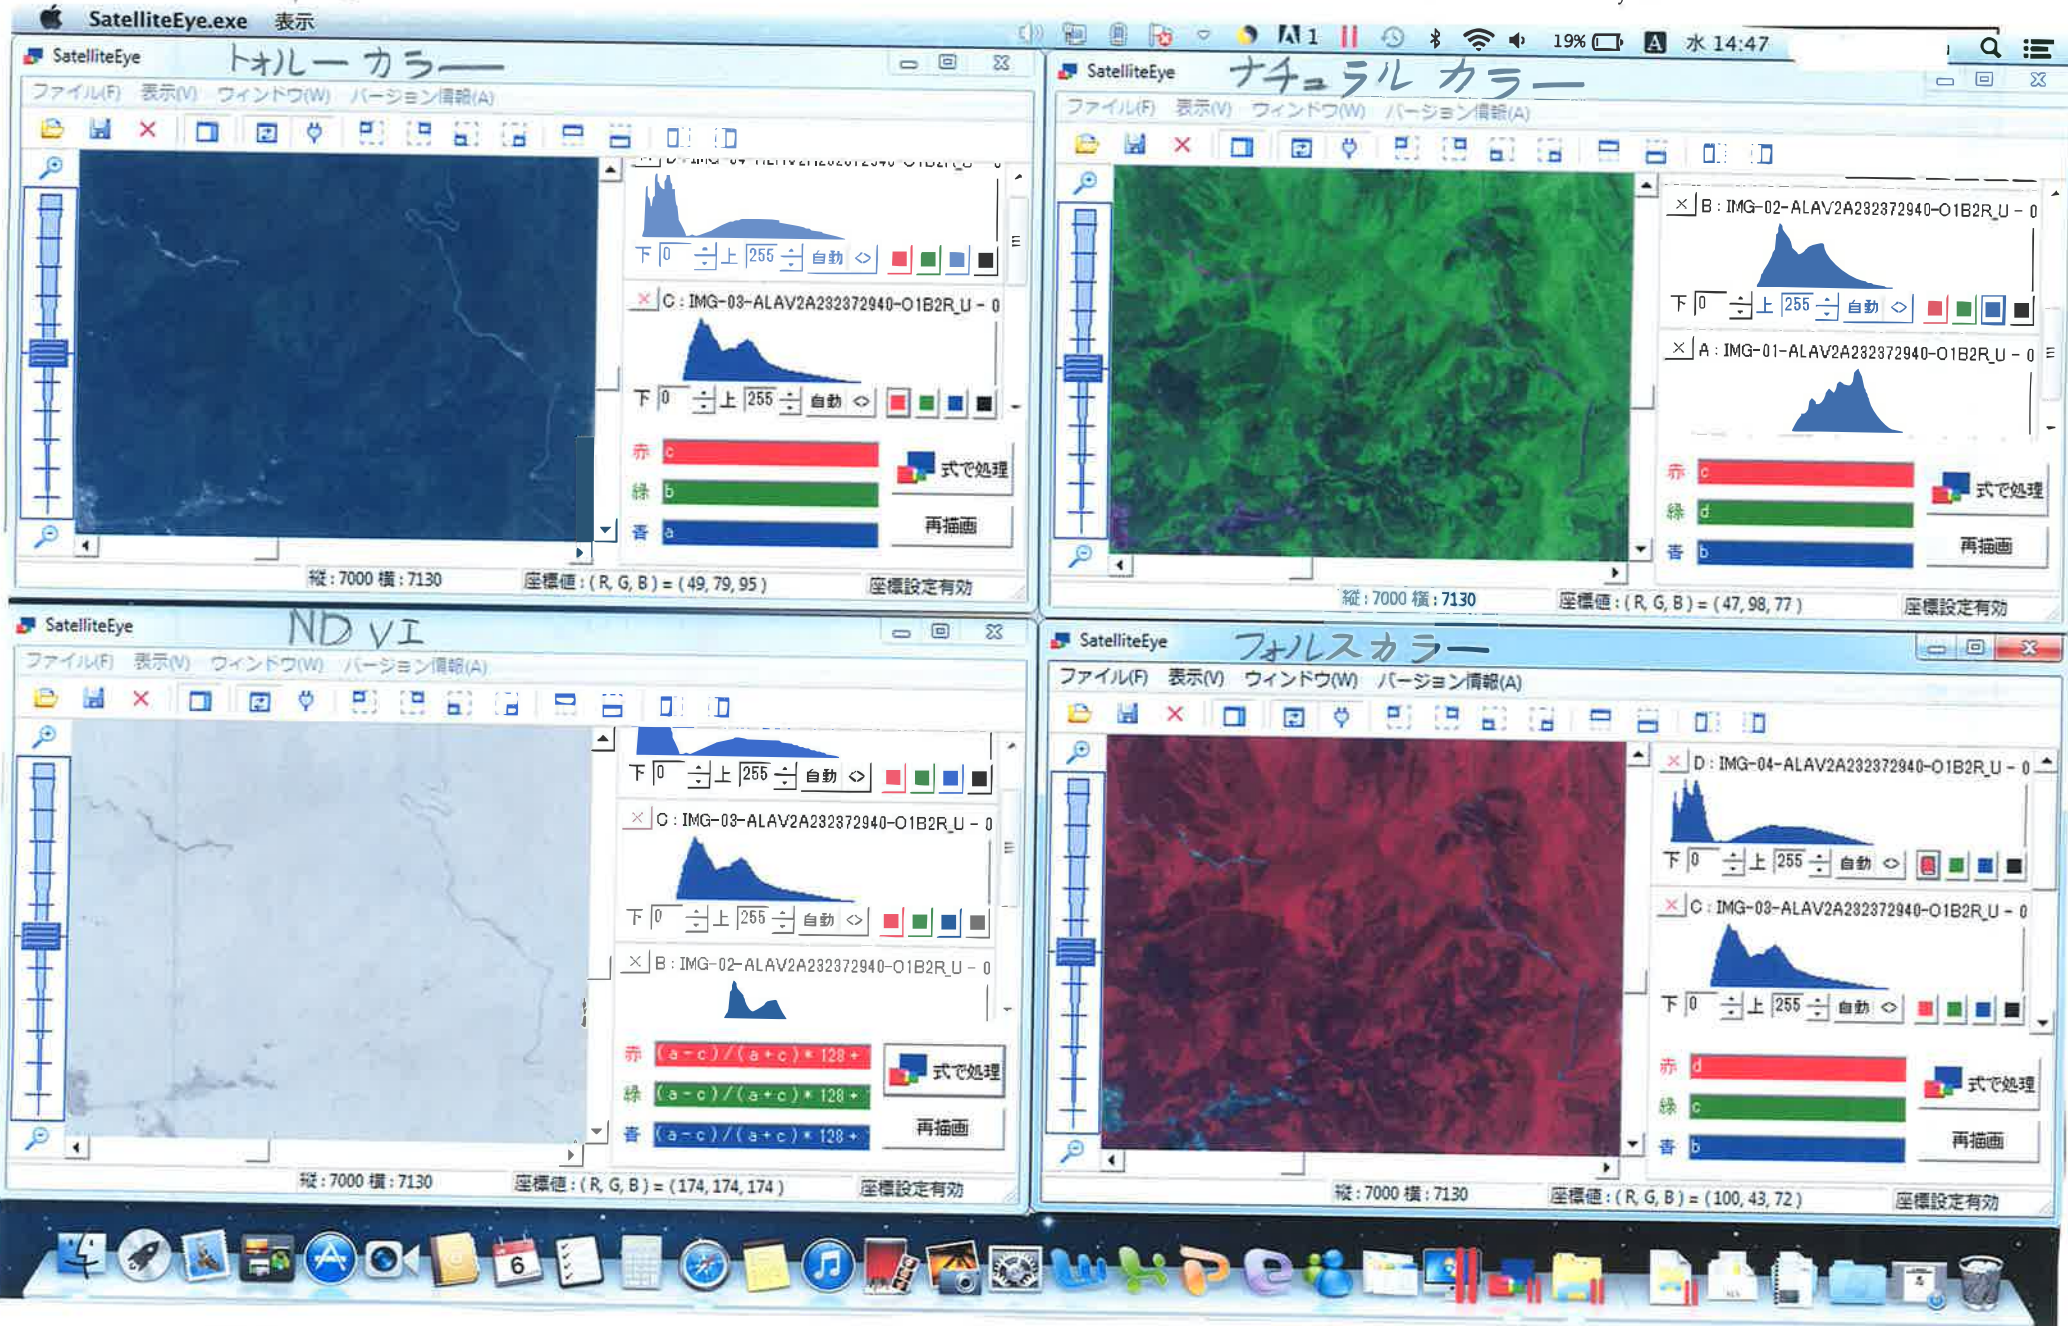 SatelliteEye.exe 表示
19% A 水 14:47
SatelliteEye トォルーカラー
ファイル(F) 表示(V) ウィンドウ(W) バージョン情報(A)
下 0 上 255 自動 <>
× C : IMG-03-ALAV2A232372940-O1B2R_U - 0
下 0 上 255 自動 <>
赤 c
式で処理
緑 b
青 a
再描画
縦 : 7000 横 : 7130 座標値 : ( R, G, B ) = ( 49, 79, 95 ) 座標設定有効
SatelliteEye ナチュラルカラー
ファイル(F) 表示(V) ウィンドウ(W) バージョン情報(A)
× B : IMG-02-ALAV2A232372940-O1B2R_U - 0
下 0 上 255 自動 <>
× A : IMG-01-ALAV2A232372940-O1B2R_U - 0
赤 c
式で処理
緑 d
青 b
再描画
縦 : 7000 横 : 7130 座標値 : ( R, G, B ) = ( 47, 98, 77 ) 座標設定有効
SatelliteEye NDVI
ファイル(F) 表示(V) ウィンドウ(W) バージョン情報(A)
下 0 上 255 自動 <>
× C : IMG-03-ALAV2A232372940-O1B2R_U - 0
下 0 上 255 自動 <>
× B : IMG-02-ALAV2A232372940-O1B2R_U - 0
赤 (a-c)/(a+c)*128+
式で処理
緑 (a-c)/(a+c)*128+
青 (a-c)/(a+c)*128+
再描画
縦 : 7000 横 : 7130 座標値 : ( R, G, B ) = ( 174, 174, 174 ) 座標設定有効
SatelliteEye フォルスカラー
ファイル(F) 表示(V) ウィンドウ(W) バージョン情報(A)
× D : IMG-04-ALAV2A232372940-O1B2R_U - 0
下 0 上 255 自動 <>
× C : IMG-03-ALAV2A232372940-O1B2R_U - 0
下 0 上 255 自動 <>
赤 d
式で処理
緑 c
青 b
再描画
縦 : 7000 横 : 7130 座標値 : ( R, G, B ) = ( 100, 43, 72 ) 座標設定有効
6